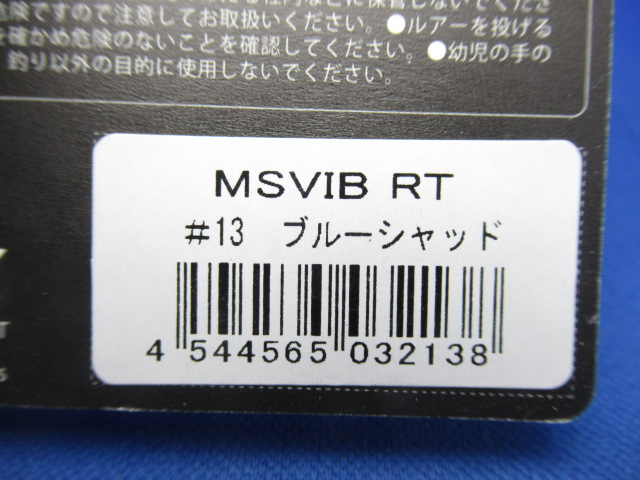 危険ですので注意してお取扱いください。●ルアーを投げる
を確かめ危険のないことを確認してください。●幼児の手の
釣り以外の目的に使用しないでください。
MSVIB RT
#13 ブルーシャッド
4 544565 032138